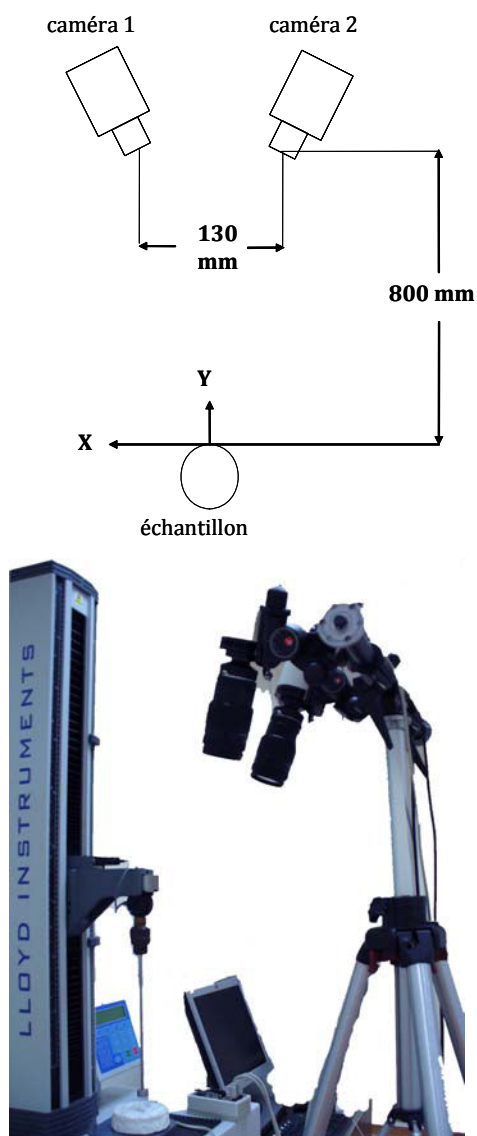 caméra 1
caméra 2
130
mm
800 mm
Y
X
échantillon
LLOYD INSTRUMENTS